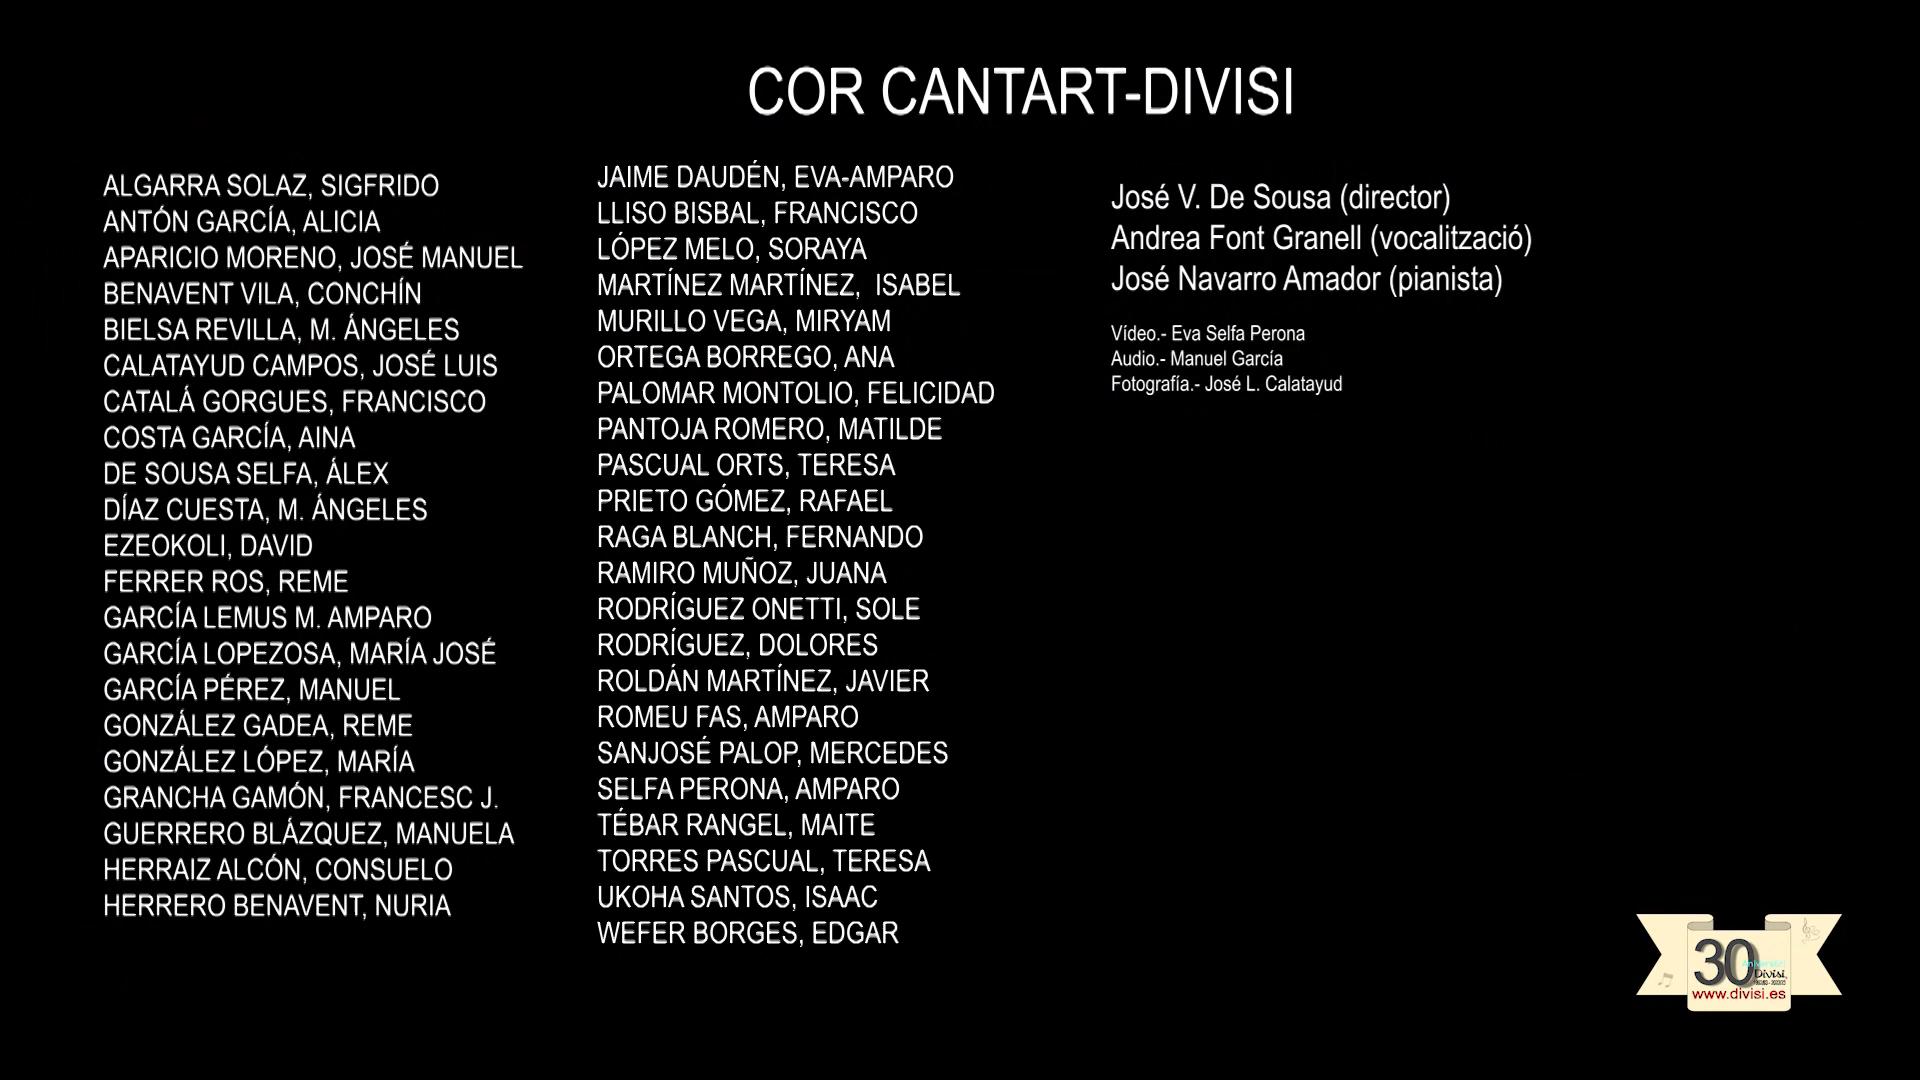 COR CANTART-DIVISI
ALGARRA SOLAZ, SIGFRIDO
ANTÓN GARCÍA, ALICIA
APARICIO MORENO, JOSÉ MANUEL
BENAVENT VILA, CONCHÍN
BIELSA REVILLA, M. ÁNGELES
CALATAYUD CAMPOS, JOSÉ LUIS
CATALÁ GORGUES, FRANCISCO
COSTA GARCÍA, AINA
DE SOUSA SELFA, ÁLEX
DÍAZ CUESTA, M. ÁNGELES
EZEOKOLI, DAVID
FERRER ROS, REME
GARCÍA LEMUS M. AMPARO
GARCÍA LOPEZOSA, MARÍA JOSÉ
GARCÍA PÉREZ, MANUEL
GONZÁLEZ GADEA, REME
GONZÁLEZ LÓPEZ, MARÍA
GRANCHA GAMÓN, FRANCESC J.
GUERRERO BLÁZQUEZ, MANUELA
HERRAIZ ALCÓN, CONSUELO
HERRERO BENAVENT, NURIA
JAIME DAUDÉN, EVA-AMPARO
LLISO BISBAL, FRANCISCO
LÓPEZ MELO, SORAYA
MARTÍNEZ MARTÍNEZ,  ISABEL
MURILLO VEGA, MIRYAM
ORTEGA BORREGO, ANA
PALOMAR MONTOLIO, FELICIDAD
PANTOJA ROMERO, MATILDE
PASCUAL ORTS, TERESA
PRIETO GÓMEZ, RAFAEL
RAGA BLANCH, FERNANDO
RAMIRO MUÑOZ, JUANA
RODRÍGUEZ ONETTI, SOLE
RODRÍGUEZ, DOLORES
ROLDÁN MARTÍNEZ, JAVIER
ROMEU FAS, AMPARO
SANJOSÉ PALOP, MERCEDES
SELFA PERONA, AMPARO
TÉBAR RANGEL, MAITE
TORRES PASCUAL, TERESA
UKOHA SANTOS, ISAAC
WEFER BORGES, EDGAR
José V. De Sousa (director)
Andrea Font Granell (vocalització)
José Navarro Amador (pianista)
Vídeo.- Eva Selfa Perona
Audio.- Manuel García
Fotografía.- José L. Calatayud
30
Divisi
www.divisi.es